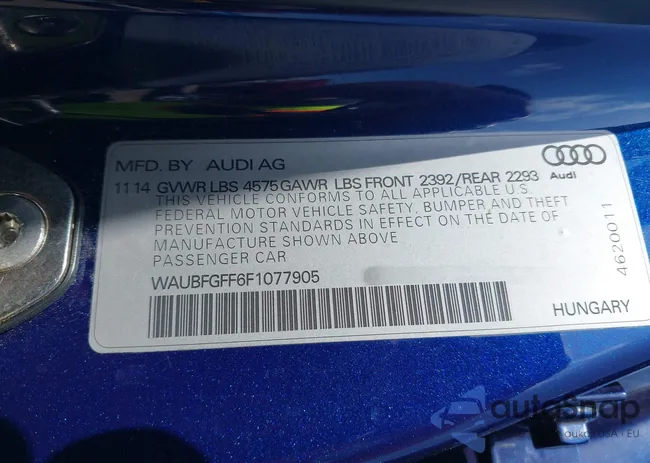 MFD. BY AUDI AG
11 14 GVWR LBS 4575 GAWR LBS FRONT 2392/REAR 2293
Audi
THIS VEHICLE CONFORMS TO ALL APPLICABLE U.S.
FEDERAL MOTOR VEHICLE SAFETY, BUMPER, AND THEFT
PREVENTION STANDARDS IN EFFECT ON THE DATE OF
MANUFACTURE SHOWN ABOVE
PASSENGER CAR
4620011
WAUBFGFF6F1077905
HUNGARY
autoSnap